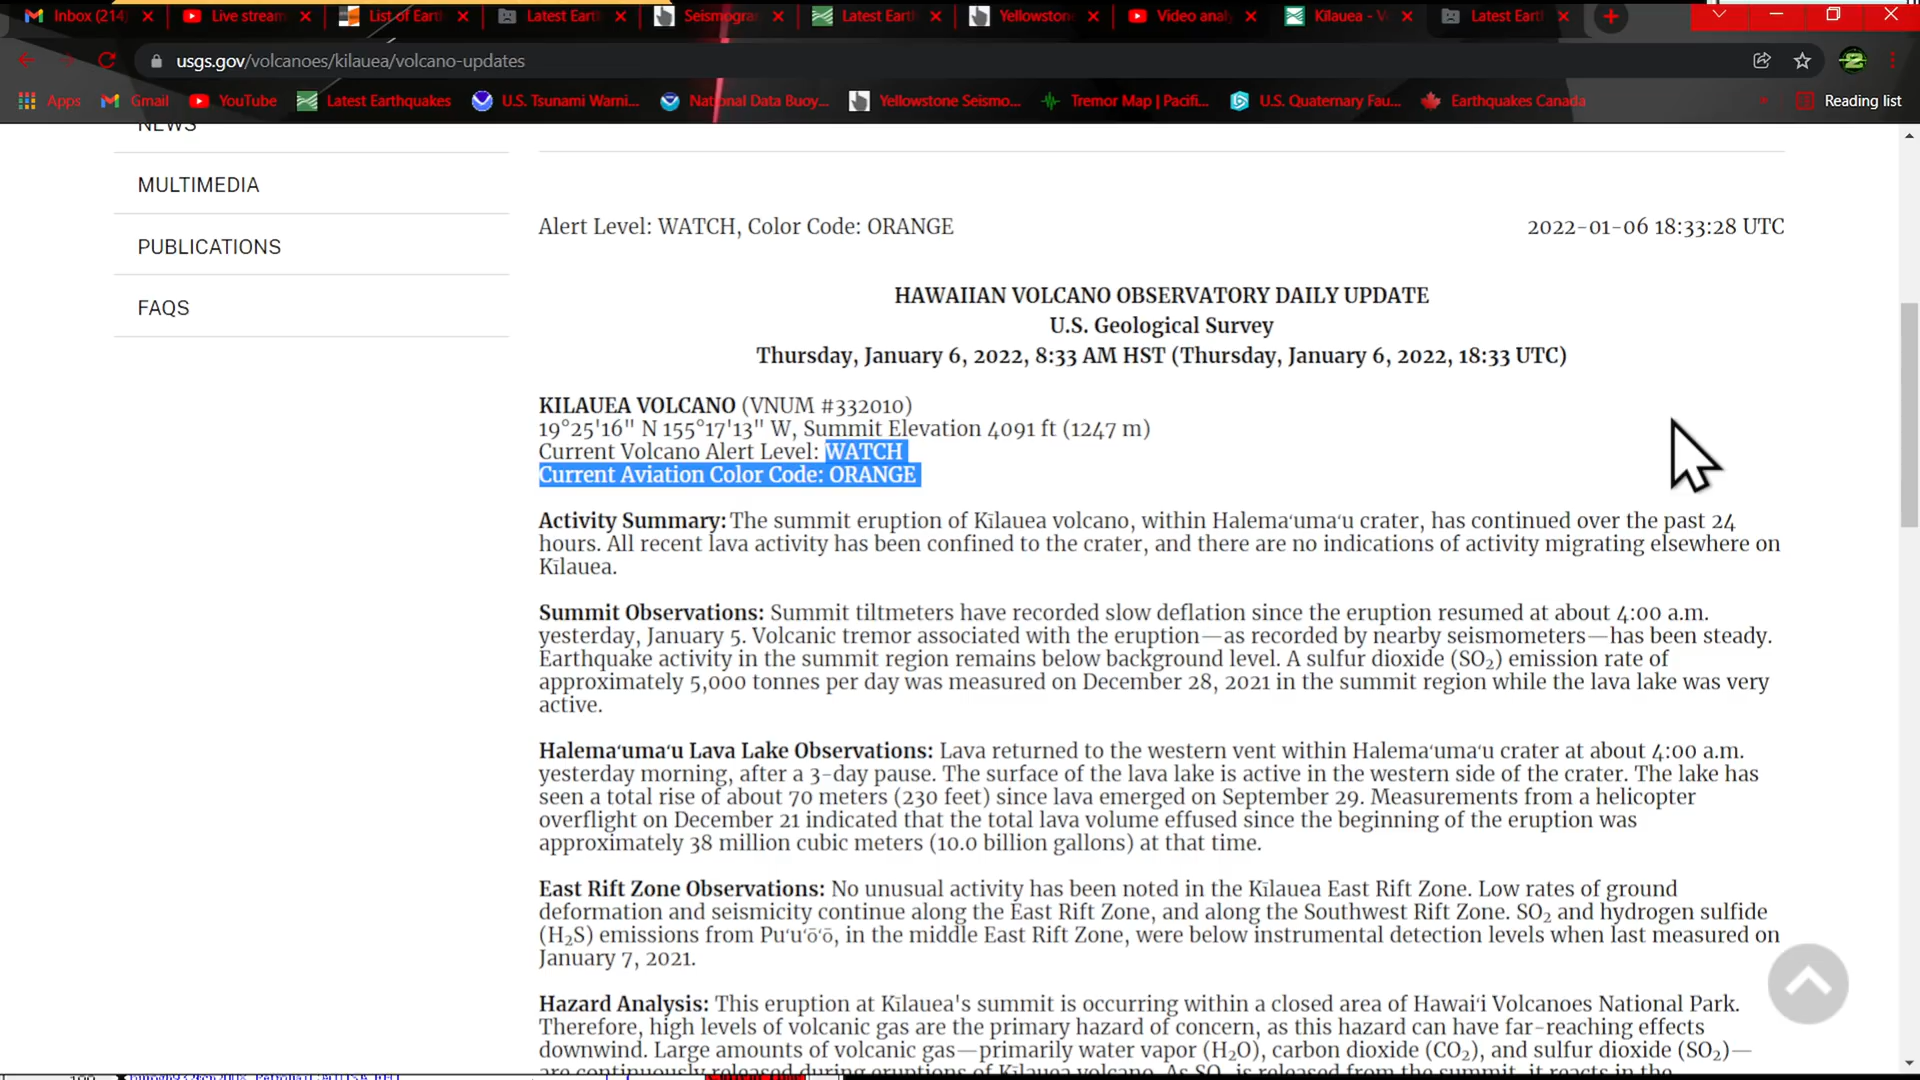 Inbox (214)
Live stream
List of Eart
Latest Eart
Seismogra
Latest Eart
Yellowston
Video anal
Kilauea - V
Latest Eart
usgs.gov/volcanoes/kilauea/volcano-updates
Apps
Gmail
YouTube
Latest Earthquakes
U.S. Tsunami Warni...
National Data Buoy...
Yellowstone Seismo...
Tremor Map | Pacifi...
U.S. Quaternary Fau...
Earthquakes Canada
Reading list
NEWS
MULTIMEDIA
PUBLICATIONS
FAQS
Alert Level: WATCH, Color Code: ORANGE
2022-01-06 18:33:28 UTC
HAWAIIAN VOLCANO OBSERVATORY DAILY UPDATE
U.S. Geological Survey
Thursday, January 6, 2022, 8:33 AM HST (Thursday, January 6, 2022, 18:33 UTC)
KILAUEA VOLCANO (VNUM #332010)
19°25'16" N 155°17'13" W, Summit Elevation 4091 ft (1247 m)
Current Volcano Alert Level: WATCH
Current Aviation Color Code: ORANGE
Activity Summary: The summit eruption of Kīlauea volcano, within Halemaʻumaʻu crater, has continued over the past 24
hours. All recent lava activity has been confined to the crater, and there are no indications of activity migrating elsewhere on
Kīlauea.
Summit Observations: Summit tiltmeters have recorded slow deflation since the eruption resumed at about 4:00 a.m.
yesterday, January 5. Volcanic tremor associated with the eruption—as recorded by nearby seismometers—has been steady.
Earthquake activity in the summit region remains below background level. A sulfur dioxide (SO₂) emission rate of
approximately 5,000 tonnes per day was measured on December 28, 2021 in the summit region while the lava lake was very
active.
Halemaʻumaʻu Lava Lake Observations: Lava returned to the western vent within Halemaʻumaʻu crater at about 4:00 a.m.
yesterday morning, after a 3-day pause. The surface of the lava lake is active in the western side of the crater. The lake has
seen a total rise of about 70 meters (230 feet) since lava emerged on September 29. Measurements from a helicopter
overflight on December 21 indicated that the total lava volume effused since the beginning of the eruption was
approximately 38 million cubic meters (10.0 billion gallons) at that time.
East Rift Zone Observations: No unusual activity has been noted in the Kīlauea East Rift Zone. Low rates of ground
deformation and seismicity continue along the East Rift Zone, and along the Southwest Rift Zone. SO₂ and hydrogen sulfide
(H₂S) emissions from Puʻuʻōʻō, in the middle East Rift Zone, were below instrumental detection levels when last measured on
January 7, 2021.
Hazard Analysis: This eruption at Kīlauea's summit is occurring within a closed area of Hawaiʻi Volcanoes National Park.
Therefore, high levels of volcanic gas are the primary hazard of concern, as this hazard can have far-reaching effects
downwind. Large amounts of volcanic gas—primarily water vapor (H₂O), carbon dioxide (CO₂), and sulfur dioxide (SO₂)—
are continuously released during eruptions of Kīlauea volcano. As SO₂ is released from the summit, it reacts in the